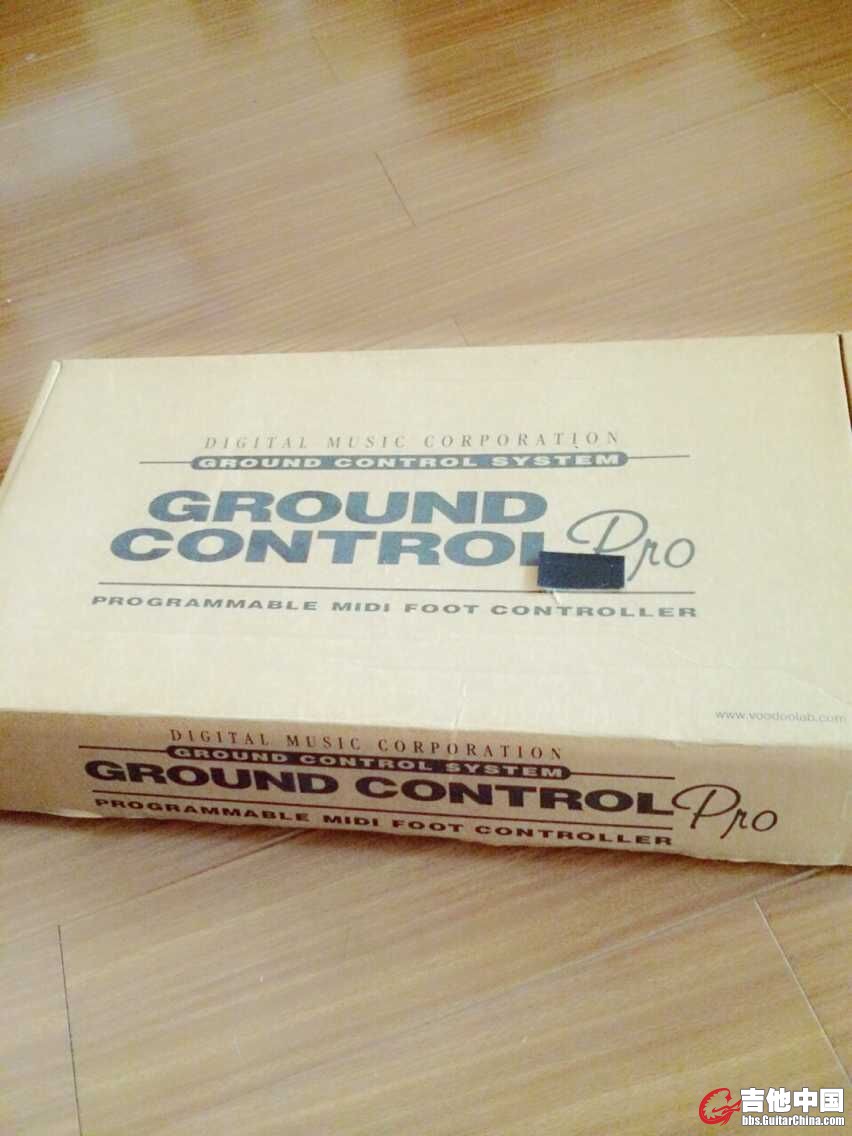 DIGITAL MUSIC CORPORATION
GROUND CONTROL SYSTEM
GROUND
CONTROL Pro
PROGRAMMABLE MIDI FOOT CONTROLLER
www.voodoolab.com
DIGITAL MUSIC CORPORATION
GROUND CONTROL SYSTEM
GROUND CONTROL Pro
PROGRAMMABLE MIDI FOOT CONTROLLER
吉他中国
bbs.GuitarChina.com